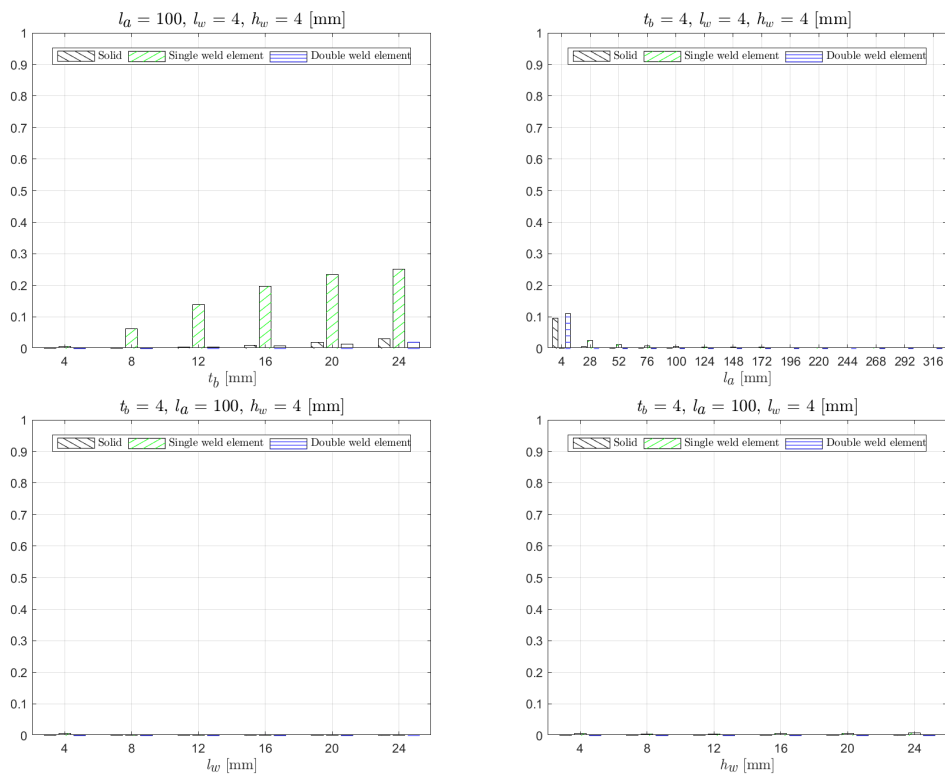 l_a = 100, l_w = 4, h_w = 4 [mm]
Solid Single weld element Double weld element
1
0.9
0.8
0.7
0.6
0.5
0.4
0.3
0.2
0.1
0
4 8 12 16 20 24
t_b [mm]
t_b = 4, l_w = 4, h_w = 4 [mm]
Solid Single weld element Double weld element
1
0.9
0.8
0.7
0.6
0.5
0.4
0.3
0.2
0.1
0
4 28 52 76 100 124 148 172 196 220 244 268 292 316
l_a [mm]
t_b = 4, l_a = 100, h_w = 4 [mm]
Solid Single weld element Double weld element
1
0.9
0.8
0.7
0.6
0.5
0.4
0.3
0.2
0.1
0
4 8 12 16 20 24
l_w [mm]
t_b = 4, l_a = 100, l_w = 4 [mm]
Solid Single weld element Double weld element
1
0.9
0.8
0.7
0.6
0.5
0.4
0.3
0.2
0.1
0
4 8 12 16 20 24
h_w [mm]